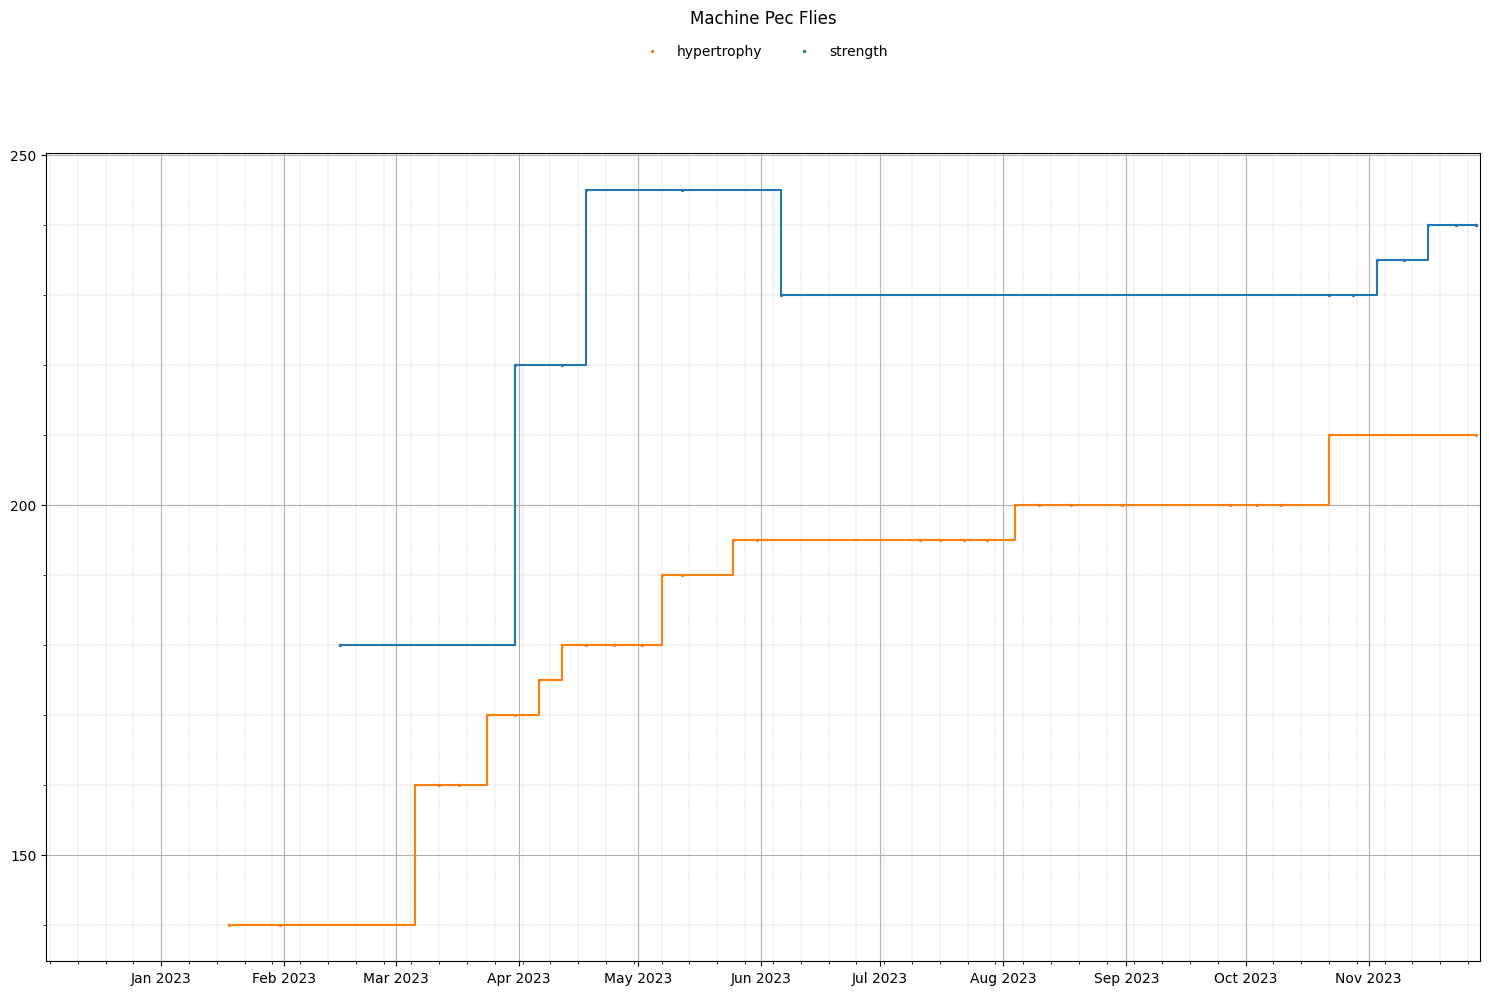 Machine Pec Flies
hypertrophy strength
250
200
150
Jan 2023 Feb 2023 Mar 2023 Apr 2023 May 2023 Jun 2023 Jul 2023 Aug 2023 Sep 2023 Oct 2023 Nov 2023